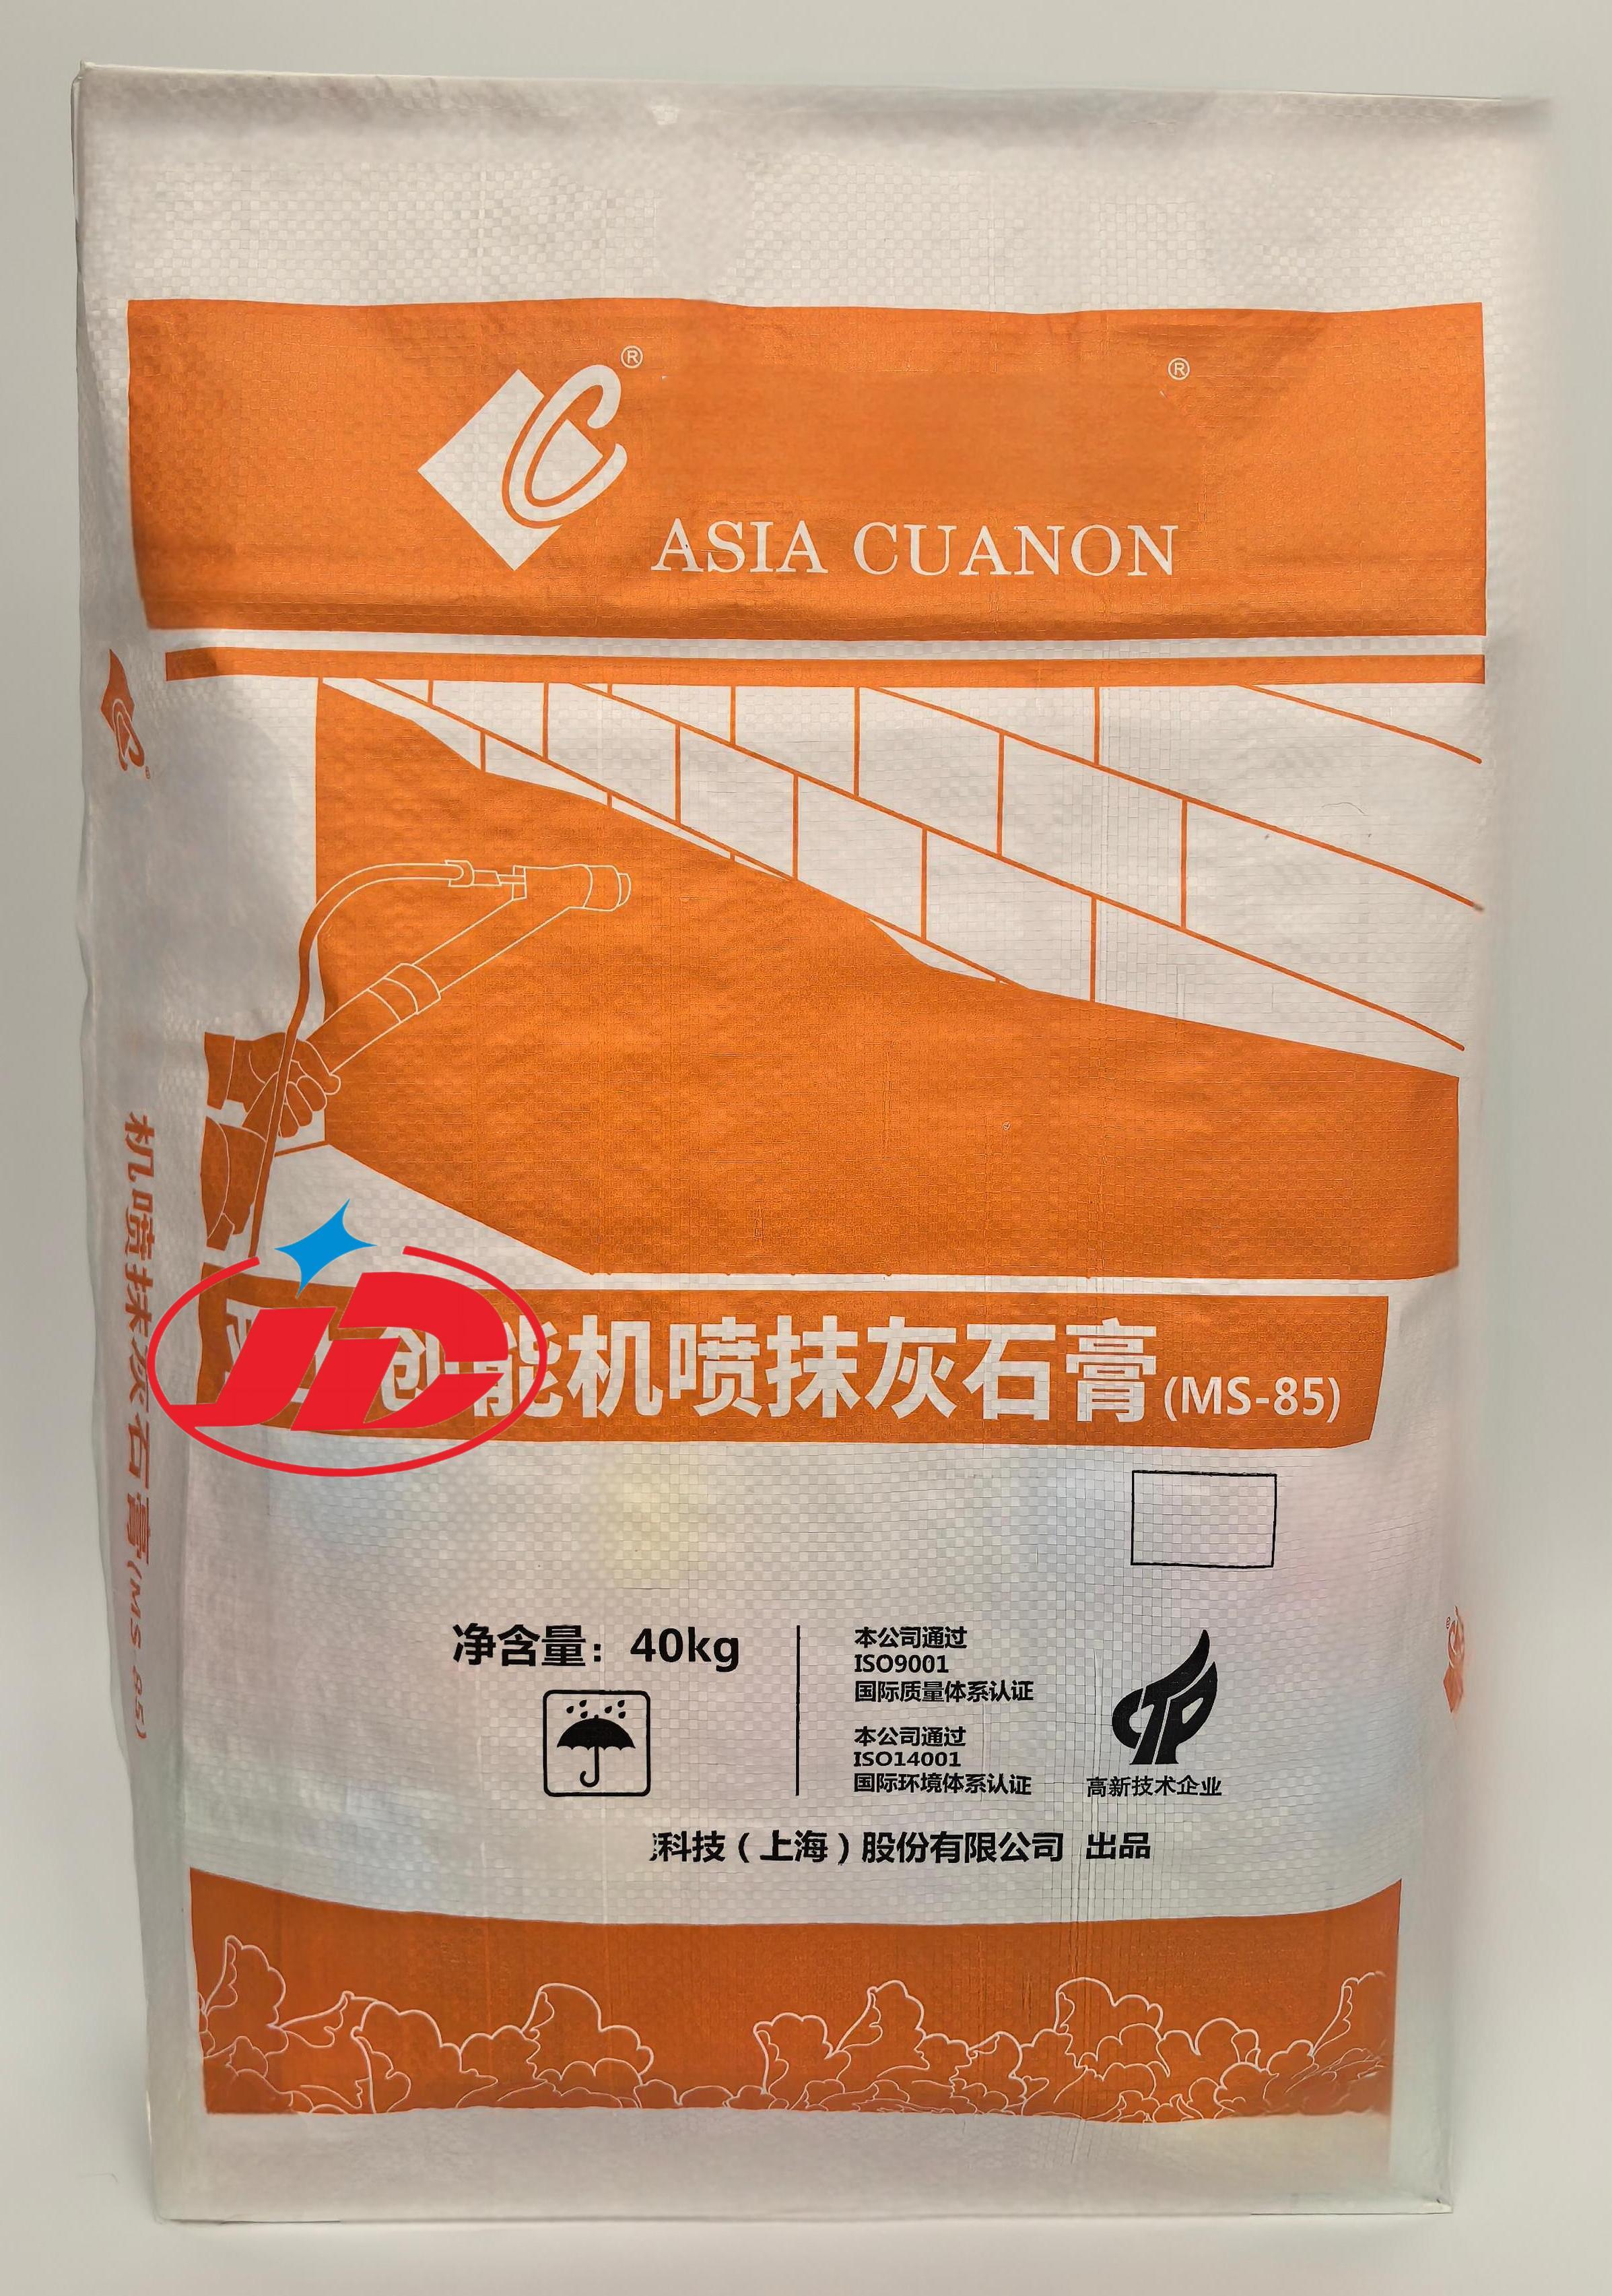 ®
®
ASIA CUANON
创能机喷抹灰石膏(MS-85)
机喷抹灰石膏(MS-85)
净含量：40kg
本公司通过
ISO9001
国际质量体系认证
本公司通过
ISO14001
国际环境体系认证
高新技术企业
科技（上海）股份有限公司 出品